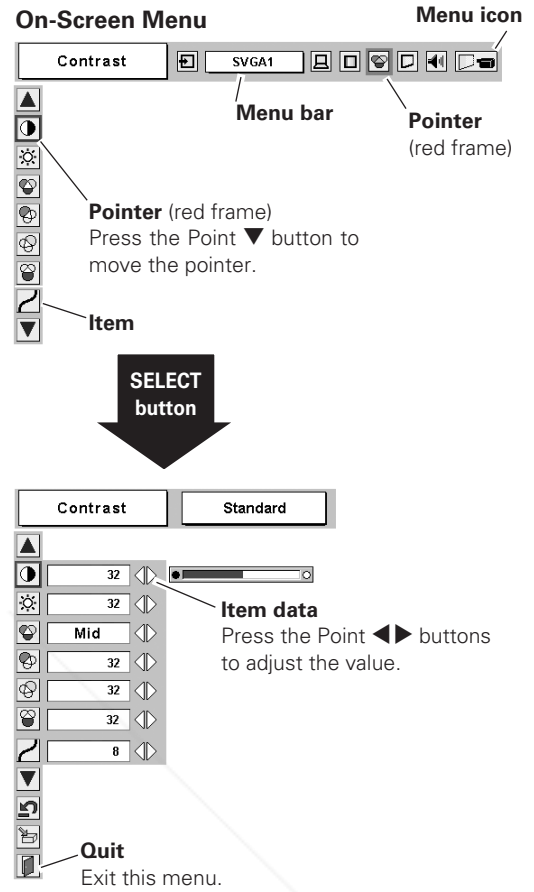 On-Screen Menu
Menu icon
Contrast
SVGA1
Menu bar
Pointer
(red frame)
Pointer (red frame)
Press the Point ▼ button to
move the pointer.
Item
SELECT
button
Contrast
Standard
32
32
Mid
32
32
32
8
Item data
Press the Point ◀▶ buttons
to adjust the value.
Quit
Exit this menu.